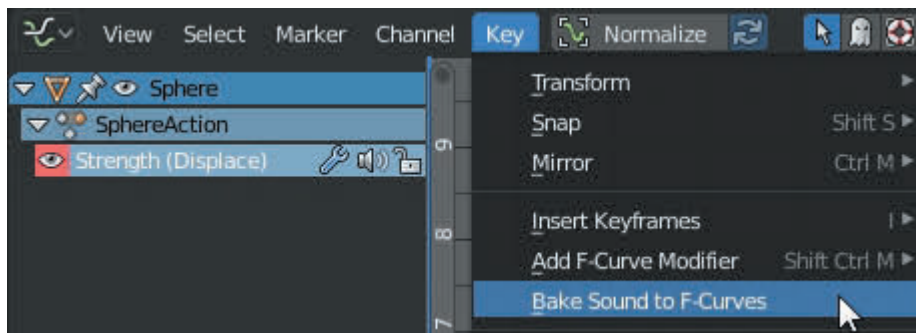 View Select Marker Channel Key Normalize
Sphere
SphereAction
Strength (Displace)
9
8
7
Transform
Snap Shift S
Mirror Ctrl M
Insert Keyframes I
Add F-Curve Modifier Shift Ctrl M
Bake Sound to F-Curves